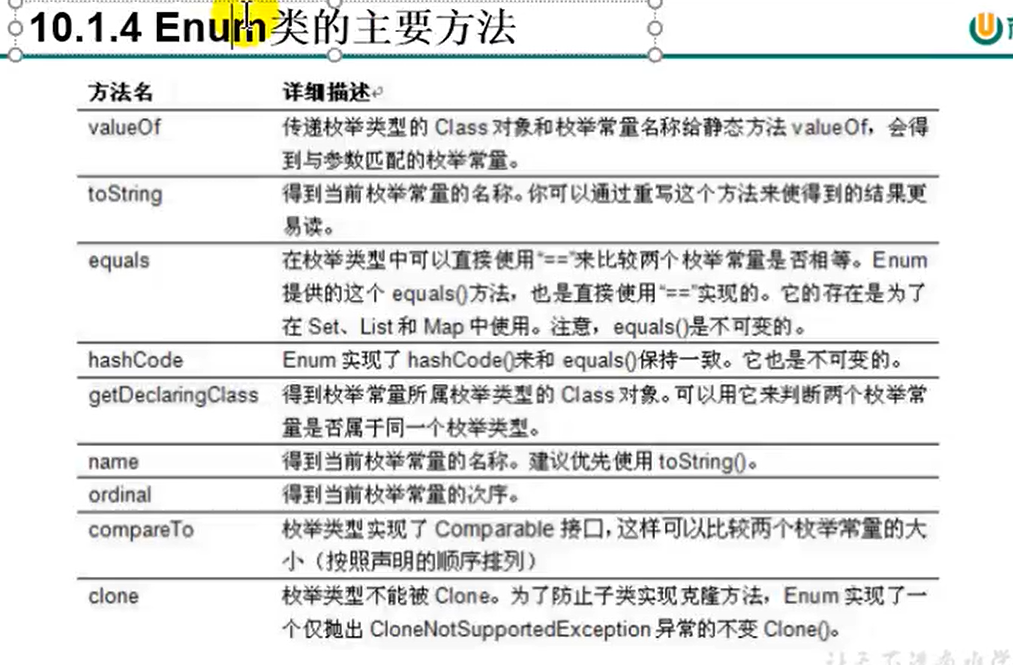 10.1.4 Enum类的主要方法
方法名 详细描述
valueOf 传递枚举类型的 Class 对象和枚举常量名称给静态方法 valueOf，会得
到与参数匹配的枚举常量。
toString 得到当前枚举常量的名称。你可以通过重写这个方法来使得到的结果更
易读。
equals 在枚举类型中可以直接使用“==”来比较两个枚举常量是否相等。Enum
提供的这个 equals()方法，也是直接使用“==”实现的。它的存在是为了
在 Set、List 和 Map 中使用。注意，equals()是不可变的。
hashCode Enum 实现了 hashCode()来和 equals()保持一致。它也是不可变的。
getDeclaringClass 得到枚举常量所属枚举类型的 Class 对象。可以用它来判断两个枚举常
量是否属于同一个枚举类型。
name 得到当前枚举常量的名称。建议优先使用 toString()。
ordinal 得到当前枚举常量的次序。
compareTo 枚举类型实现了 Comparable 接口，这样可以比较两个枚举常量的大
小（按照声明的顺序排列）
clone 枚举类型不能被 Clone。为了防止子类实现克隆方法，Enum 实现了一
个仅抛出 CloneNotSupportedException 异常的不变 Clone()。